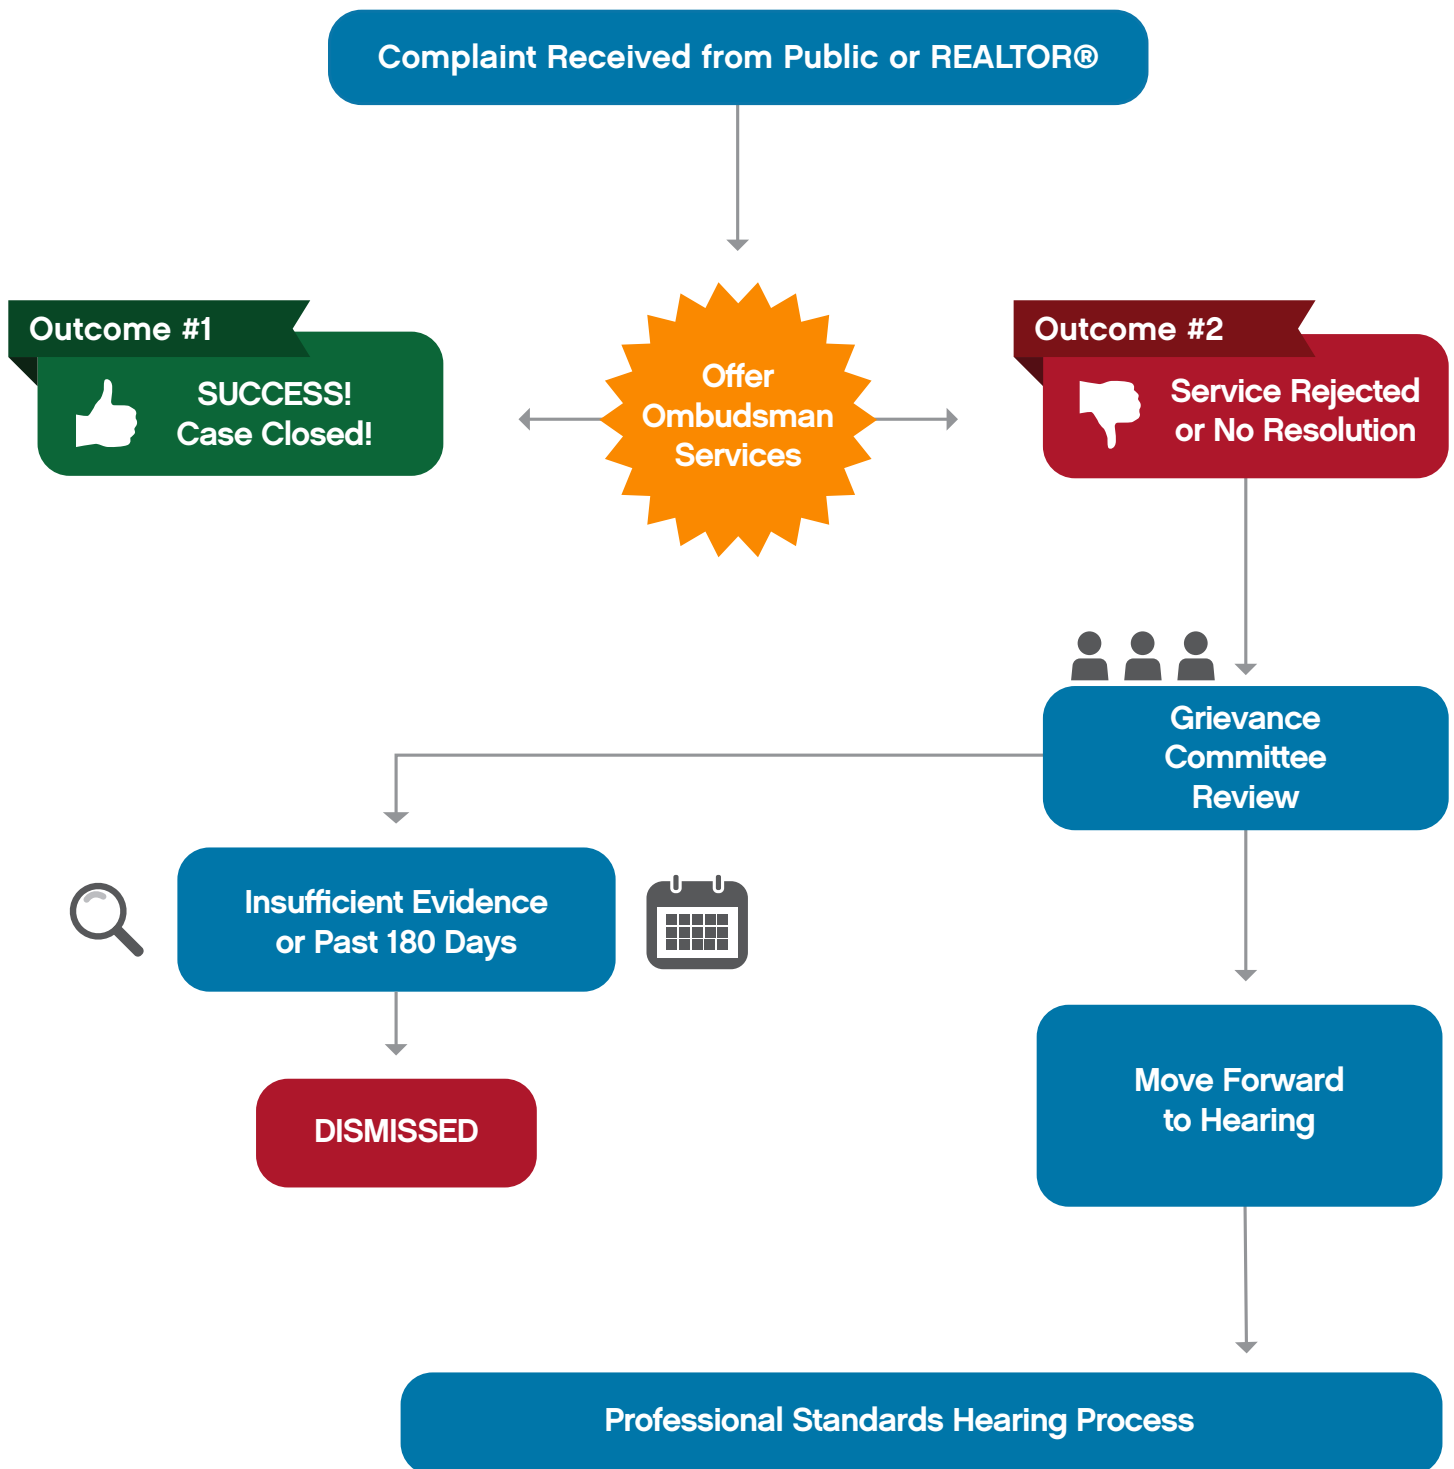 Complaint Received from Public or REALTOR®
Outcome #1
SUCCESS!
Case Closed!
Offer
Ombudsman
Services
Outcome #2
Service Rejected
or No Resolution
Grievance
Committee
Review
Insufficient Evidence
or Past 180 Days
DISMISSED
Move Forward
to Hearing
Professional Standards Hearing Process